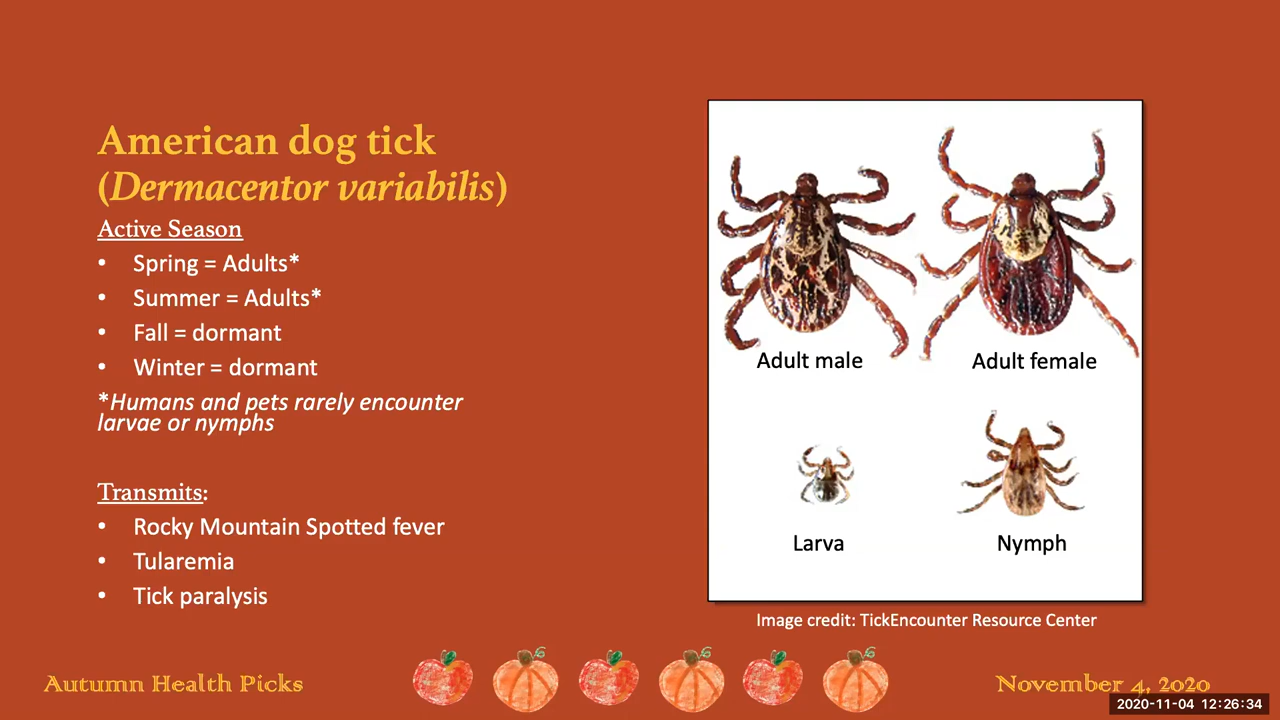 American dog tick
(Dermacentor variabilis)
Active Season
• Spring = Adults*
• Summer = Adults*
• Fall = dormant
• Winter = dormant
*Humans and pets rarely encounter
larvae or nymphs
Transmits:
• Rocky Mountain Spotted fever
• Tularemia
• Tick paralysis
Adult male
Adult female
Larva
Nymph
Image credit: TickEncounter Resource Center
Autumn Health Picks
November 4, 2020
2020-11-04 12:26:34